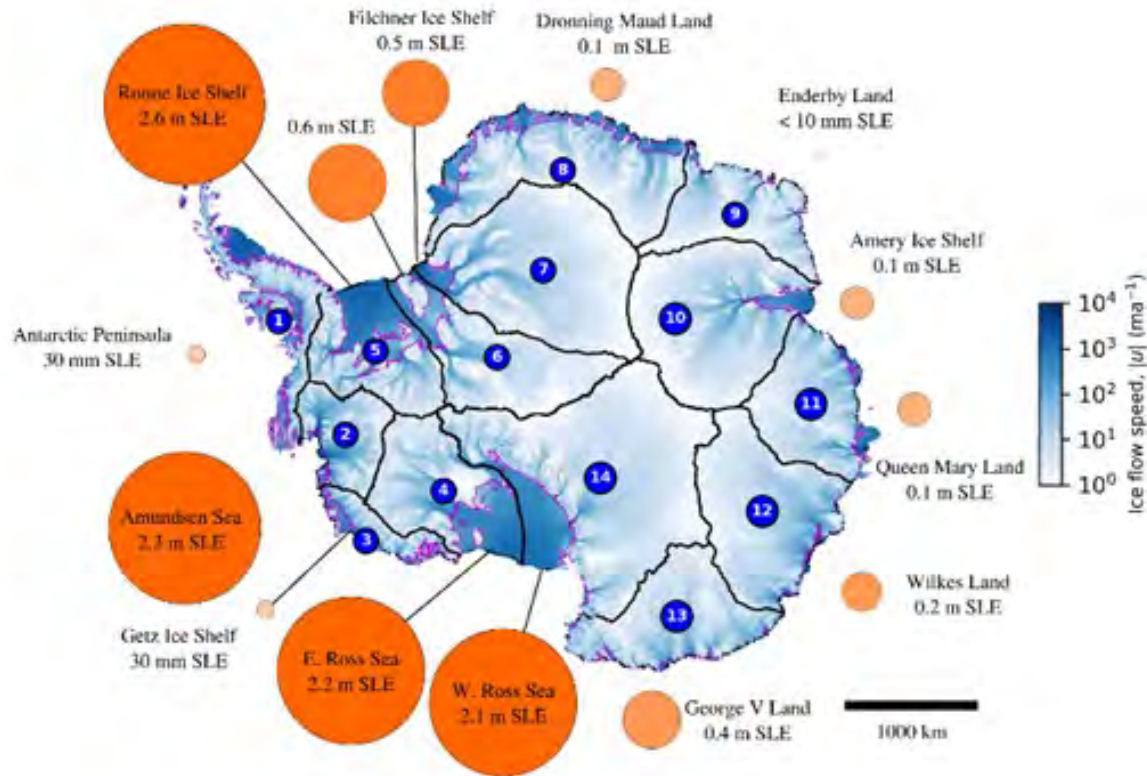 Filchner Ice Shelf
0.5 m SLE
Dronning Maud Land
0.1 m SLE
Ronne Ice Shelf
2.6 m SLE
0.6 m SLE
Enderby Land
< 10 mm SLE
Amery Ice Shelf
0.1 m SLE
Antarctic Peninsula
30 mm SLE
Queen Mary Land
0.1 m SLE
Amundsen Sea
2.3 m SLE
Wilkes Land
0.2 m SLE
Getz Ice Shelf
30 mm SLE
E. Ross Sea
2.2 m SLE
W. Ross Sea
2.1 m SLE
George V Land
0.4 m SLE
1000 km
1
2
3
4
5
6
7
8
9
10
11
12
13
14
10⁴
10³
10²
10¹
10⁰
Ice flow speed, |u| (ma⁻¹)